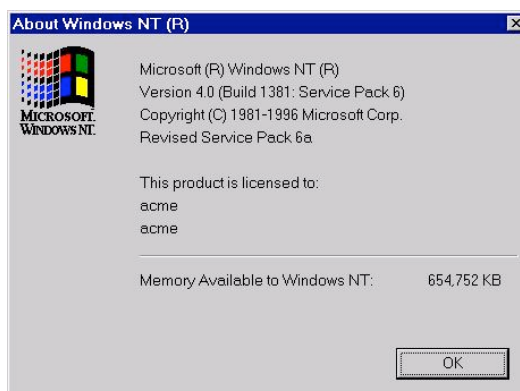 About Windows NT (R)
MICROSOFT.
WINDOWS NT.
Microsoft (R) Windows NT (R)
Version 4.0 (Build 1381: Service Pack 6)
Copyright (C) 1981-1996 Microsoft Corp.
Revised Service Pack 6a
This product is licensed to:
acme
acme
Memory Available to Windows NT: 654,752 KB
OK